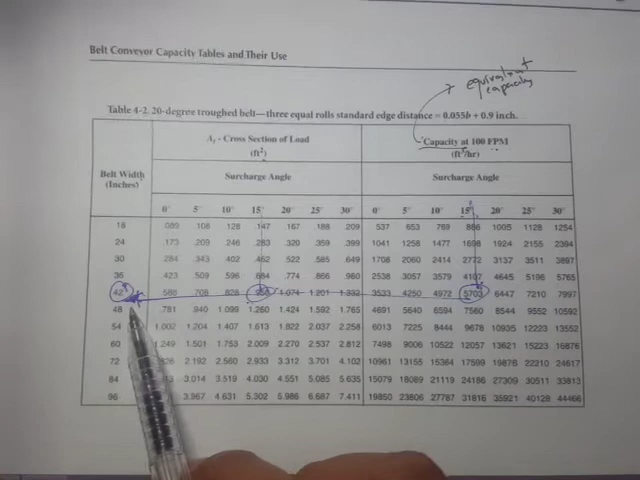 Belt Conveyor Capacity Tables and Their Use
equivalent
capacity
Table 4-2. 20-degree troughed belt—three equal rolls standard edge distance = 0.055b + 0.9 inch.
At - Cross Section of Load Capacity at 100 FPM
(ft²) (ft³/hr)
Belt Width
(Inches)
Surcharge Angle Surcharge Angle
0° 5° 10° 15° 20° 25° 30° 0° 5° 10° 15° 20° 25° 30°
18 .089 .108 .128 .147 .167 .188 .209 537 653 769 886 1005 1128 1254
24 .173 .209 .246 .283 .320 .359 .399 1041 1258 1477 1698 1924 2155 2394
30 .284 .343 .402 .462 .522 .585 .649 1708 2060 2414 2772 3137 3511 3897
36 .423 .509 .596 .684 .774 .866 .960 2538 3057 3579 4107 4645 5196 5765
42 .588 .708 .828 1.074 1.201 1.332 3533 4250 4972 5703 6447 7210 7997
48 .781 .940 1.099 1.260 1.424 1.592 1.765 4691 5640 6594 7560 8544 9552 10592
54 1.002 1.204 1.407 1.613 1.822 2.037 2.258 6013 7225 8444 9678 10935 12223 13552
60 1.249 1.501 1.753 2.009 2.270 2.537 2.812 7498 9006 10522 12057 13621 15223 16876
72 2.192 2.560 2.933 3.312 3.701 4.102 10961 13155 15364 17599 19876 22210 24617
84 3.014 3.519 4.030 4.551 5.085 5.635 15079 18089 21119 24186 27309 30511 33813
96 3.967 4.631 5.302 5.986 6.687 7.411 19850 23806 27787 31816 35921 40128 44466